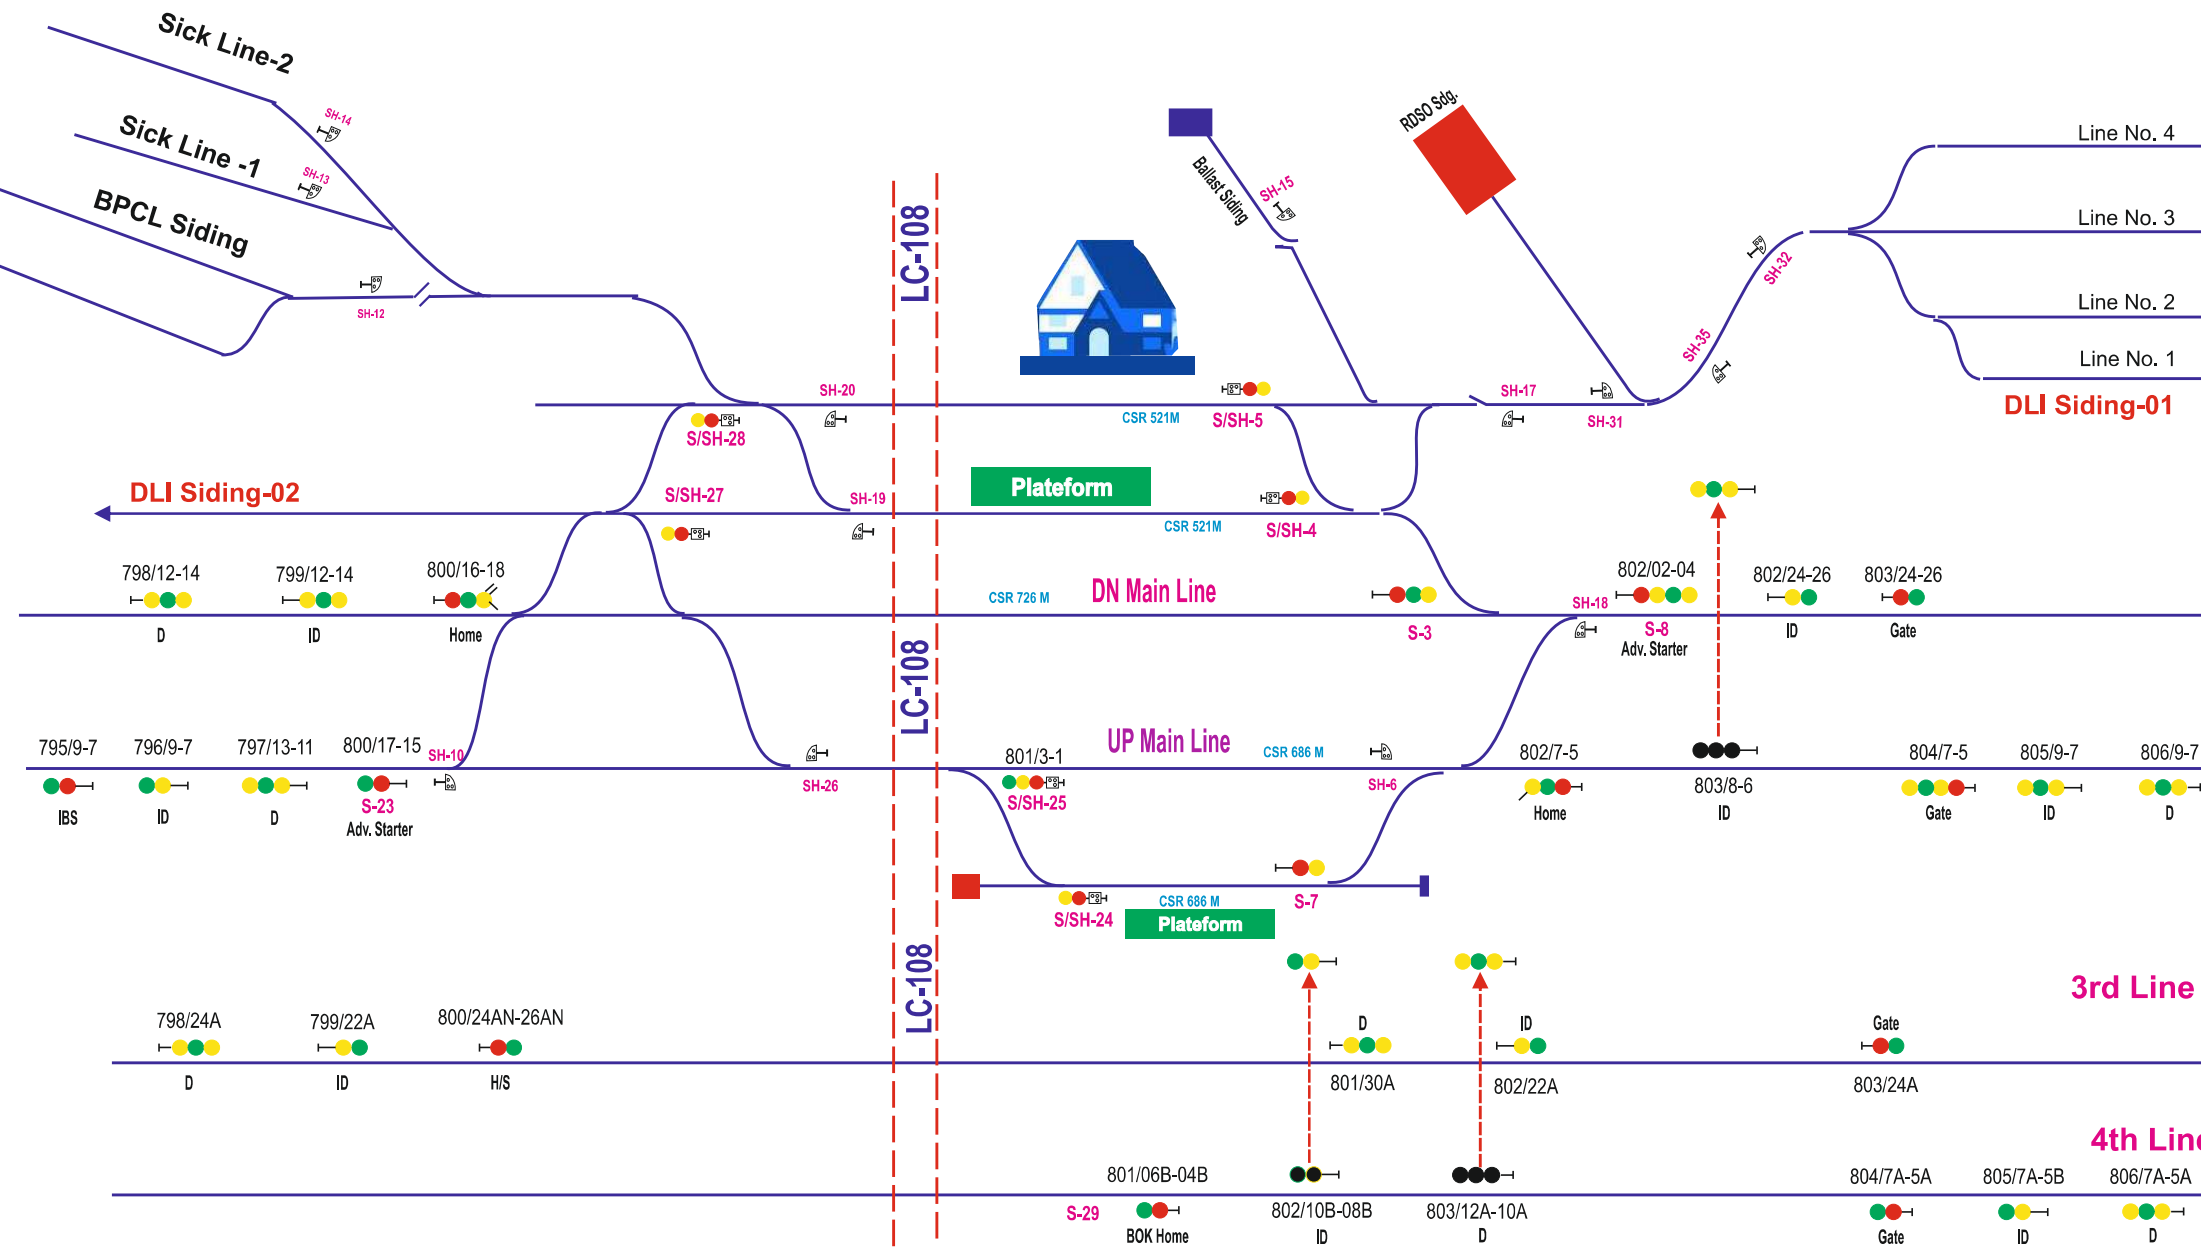 Sick Line-2
SH-14
Sick Line -1
SH-13
BPCL Siding
SH-12
LC-108
Ballast Siding
SH-15
RDSO Sdg.
SH-32
SH-35
Line No. 4
Line No. 3
Line No. 2
Line No. 1
DLI Siding-01
SH-20
S/SH-28
CSR 521M
S/SH-5
SH-17
SH-31
DLI Siding-02
S/SH-27
SH-19
Plateform
CSR 521M
S/SH-4
798/12-14
D
799/12-14
ID
800/16-18
Home
CSR 726 M
DN Main Line
S-3
SH-18
802/02-04
S-8
Adv. Starter
802/24-26
ID
803/24-26
Gate
LC-108
795/9-7
IBS
796/9-7
ID
797/13-11
D
800/17-15
S-23
Adv. Starter
SH-10
SH-26
801/3-1
S/SH-25
UP Main Line
CSR 686 M
SH-6
802/7-5
Home
803/8-6
ID
804/7-5
Gate
805/9-7
ID
806/9-7
D
S/SH-24
CSR 686 M
S-7
Plateform
LC-108
3rd Line
798/24A
D
799/22A
ID
800/24AN-26AN
H/S
D
801/30A
ID
802/22A
Gate
803/24A
4th Line
S-29
801/06B-04B
BOK Home
802/10B-08B
ID
803/12A-10A
D
804/7A-5A
Gate
805/7A-5B
ID
806/7A-5A
D